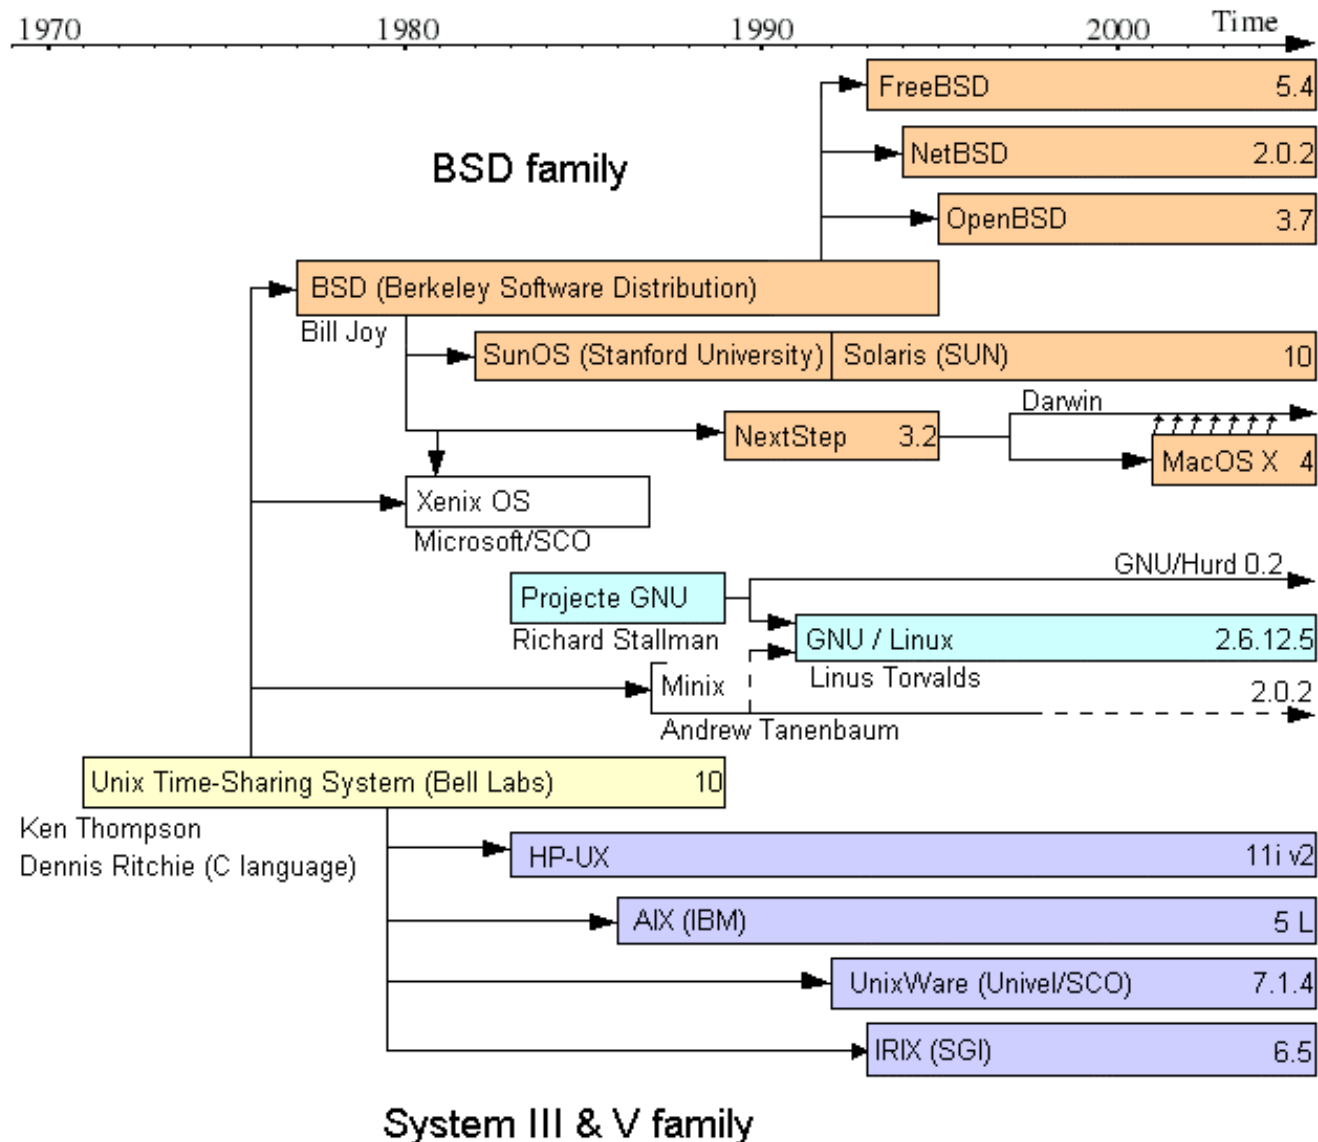 1970 1980 1990 2000 Time
FreeBSD 5.4
NetBSD 2.0.2
BSD family
OpenBSD 3.7
BSD (Berkeley Software Distribution)
Bill Joy
SunOS (Stanford University) Solaris (SUN) 10
Darwin
NextStep 3.2
MacOS X 4
Xenix OS
Microsoft/SCO
GNU/Hurd 0.2
Projecte GNU
Richard Stallman
GNU / Linux 2.6.12.5
Linus Torvalds
Minix 2.0.2
Andrew Tanenbaum
Unix Time-Sharing System (Bell Labs) 10
Ken Thompson
Dennis Ritchie (C language)
HP-UX 11i v2
AIX (IBM) 5 L
UnixWare (Univel/SCO) 7.1.4
IRIX (SGI) 6.5
System III & V family